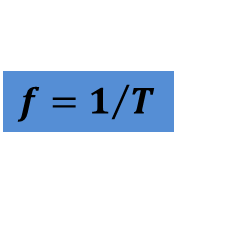 f = 1/T